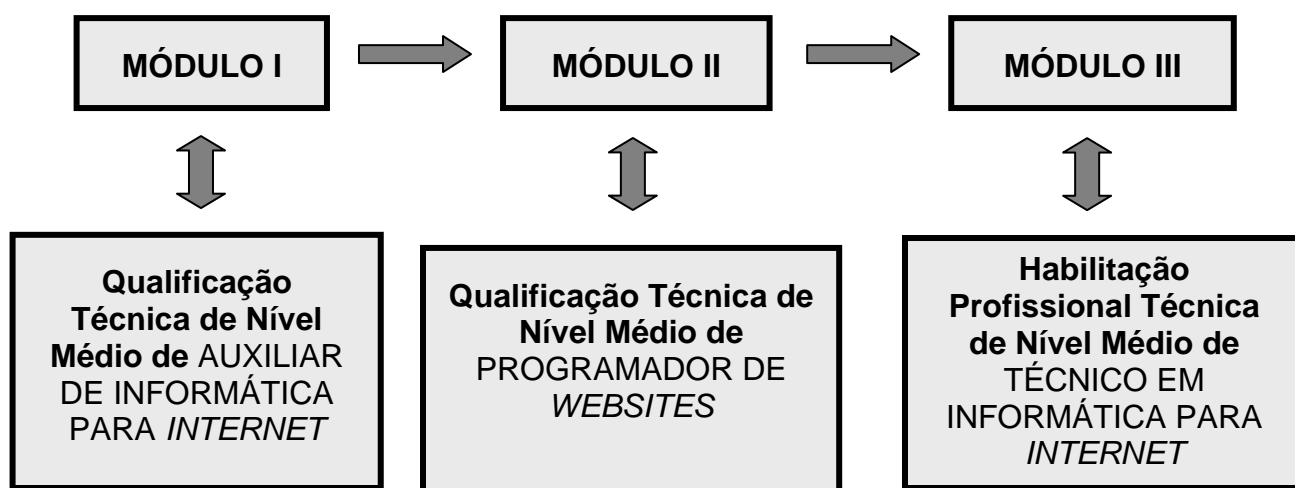 MÓDULO I
MÓDULO II
MÓDULO III
Qualificação
Técnica de Nível
Médio de AUXILIAR
DE INFORMÁTICA
PARA INTERNET
Qualificação Técnica de
Nível Médio de
PROGRAMADOR DE
WEBSITES
Habilitação
Profissional Técnica
de Nível Médio de
TÉCNICO EM
INFORMÁTICA PARA
INTERNET